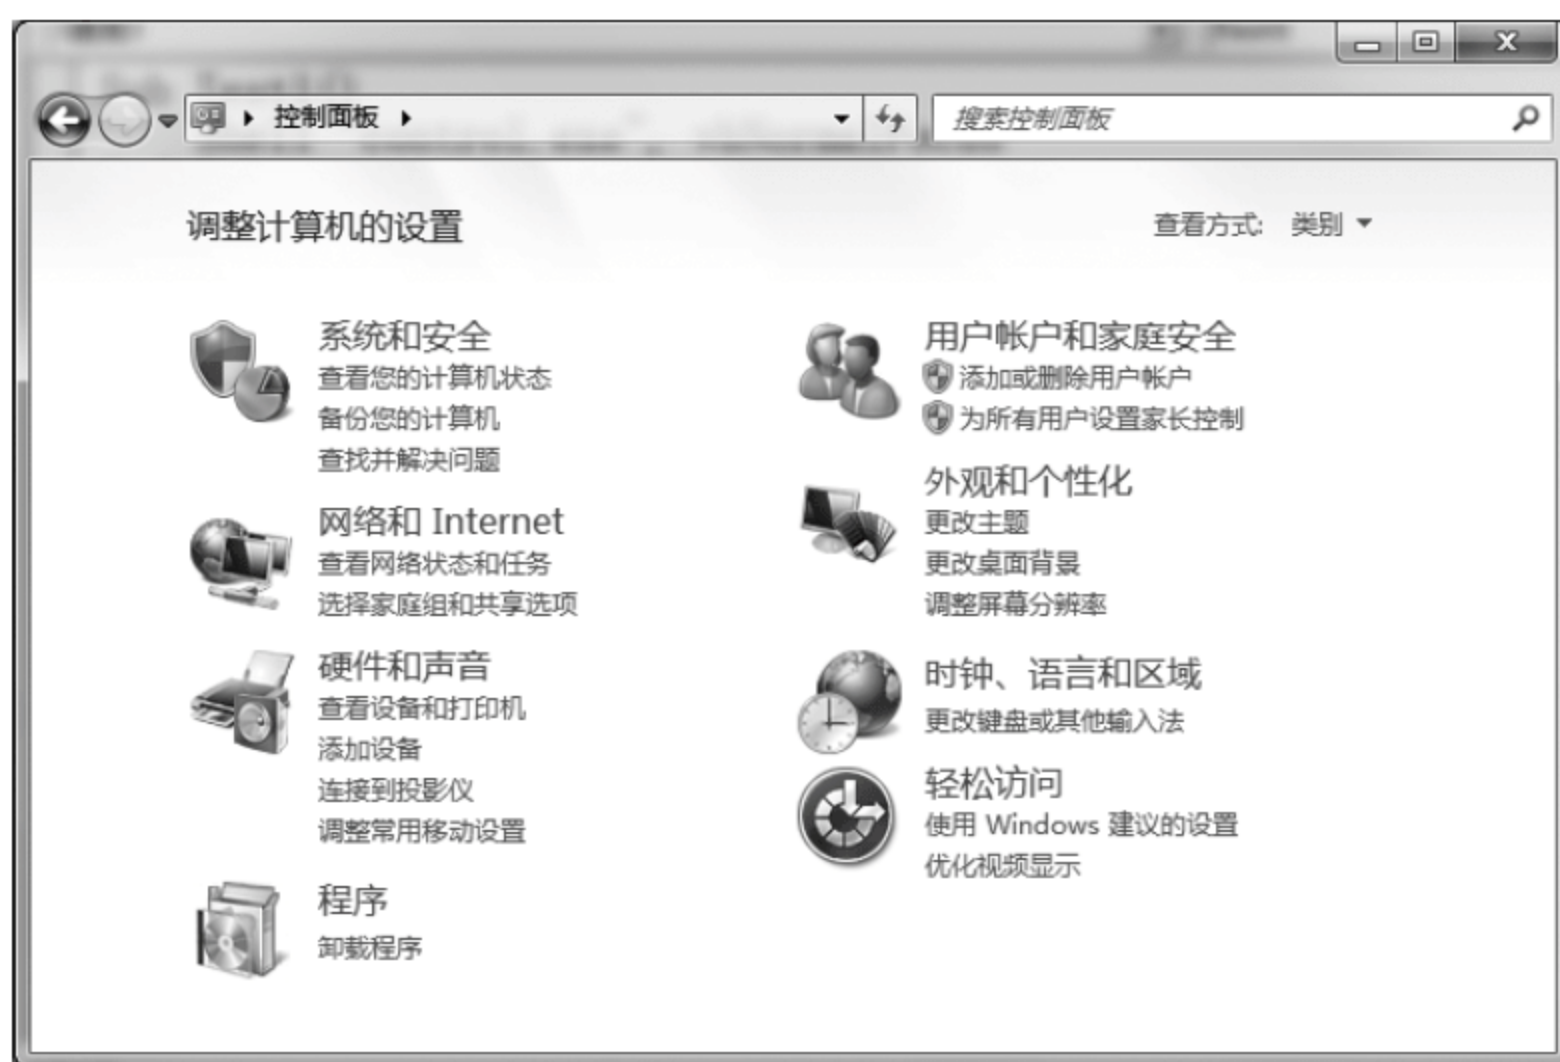 控制面板
搜索控制面板
调整计算机的设置
查看方式: 类别
系统和安全
查看您的计算机状态
备份您的计算机
查找并解决问题
网络和 Internet
查看网络状态和任务
选择家庭组和共享选项
硬件和声音
查看设备和打印机
添加设备
连接到投影仪
调整常用移动设置
程序
卸载程序
用户帐户和家庭安全
添加或删除用户帐户
为所有用户设置家长控制
外观和个性化
更改主题
更改桌面背景
调整屏幕分辨率
时钟、语言和区域
更改键盘或其他输入法
轻松访问
使用 Windows 建议的设置
优化视频显示